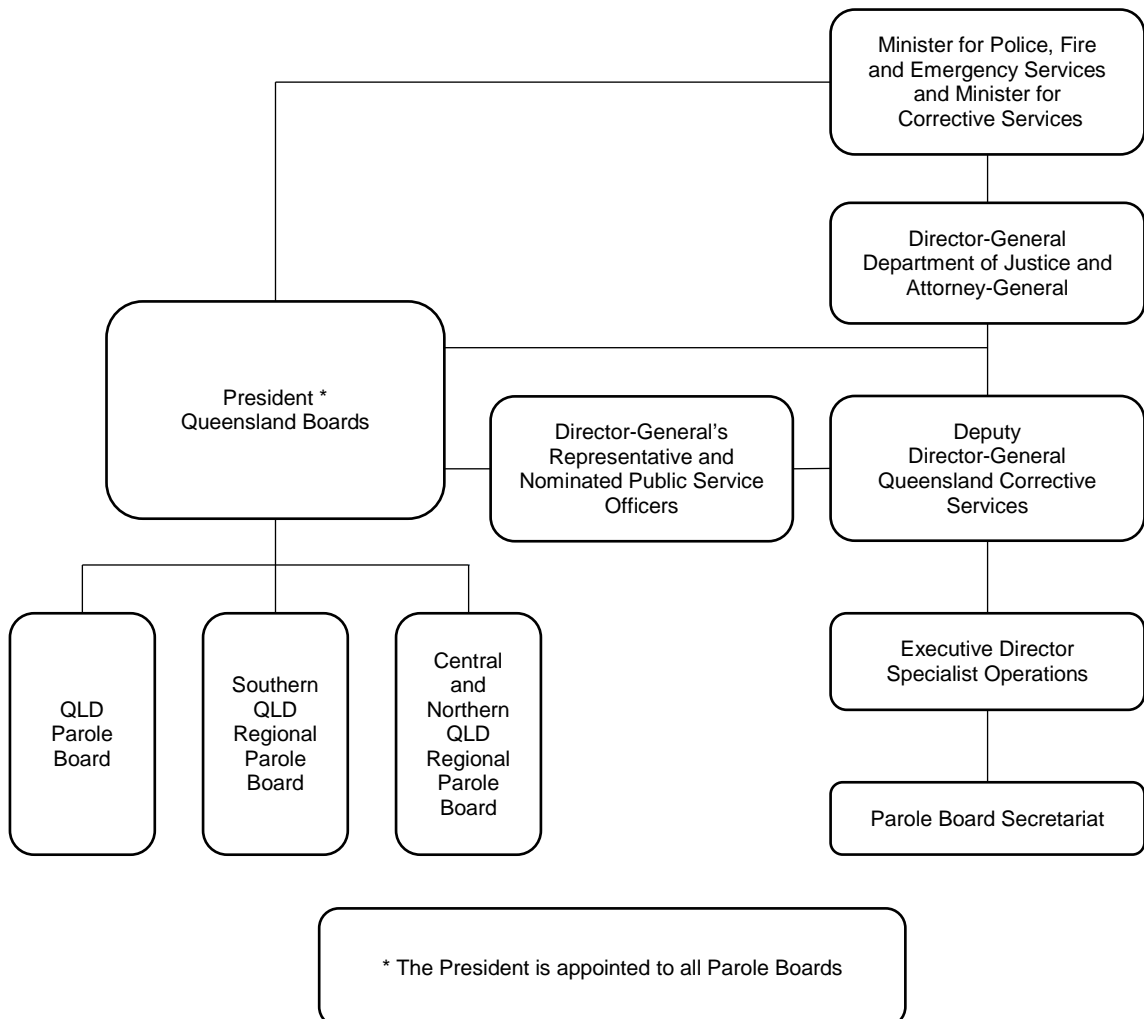 Minister for Police, Fire
and Emergency Services
and Minister for
Corrective Services
Director-General
Department of Justice and
Attorney-General
President *
Queensland Boards
Director-General’s
Representative and
Nominated Public Service
Officers
Deputy
Director-General
Queensland Corrective
Services
QLD
Parole
Board
Southern
QLD
Regional
Parole
Board
Central
and
Northern
QLD
Regional
Parole
Board
Executive Director
Specialist Operations
Parole Board Secretariat
* The President is appointed to all Parole Boards